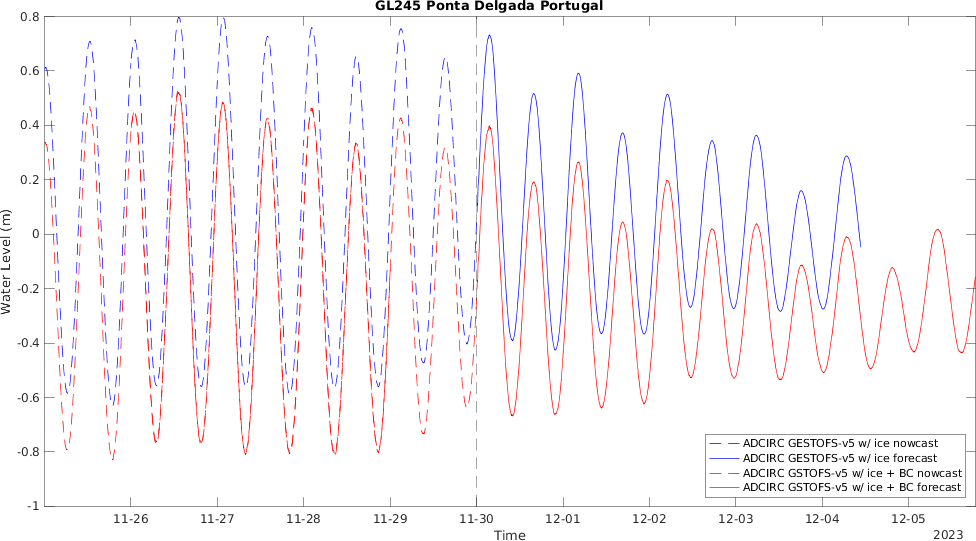 GL245 Ponta Delgada Portugal
0.8
0.6
0.4
0.2
0
-0.2
-0.4
-0.6
-0.8
-1
Water Level (m)
ADCIRC GESTOFS-v5 w/ ice nowcast
ADCIRC GESTOFS-v5 w/ ice forecast
ADCIRC GSTOFS-v5 w/ ice + BC nowcast
ADCIRC GSTOFS-v5 w/ ice + BC forecast
11-26 11-27 11-28 11-29 11-30 12-01 12-02 12-03 12-04 12-05
Time
2023